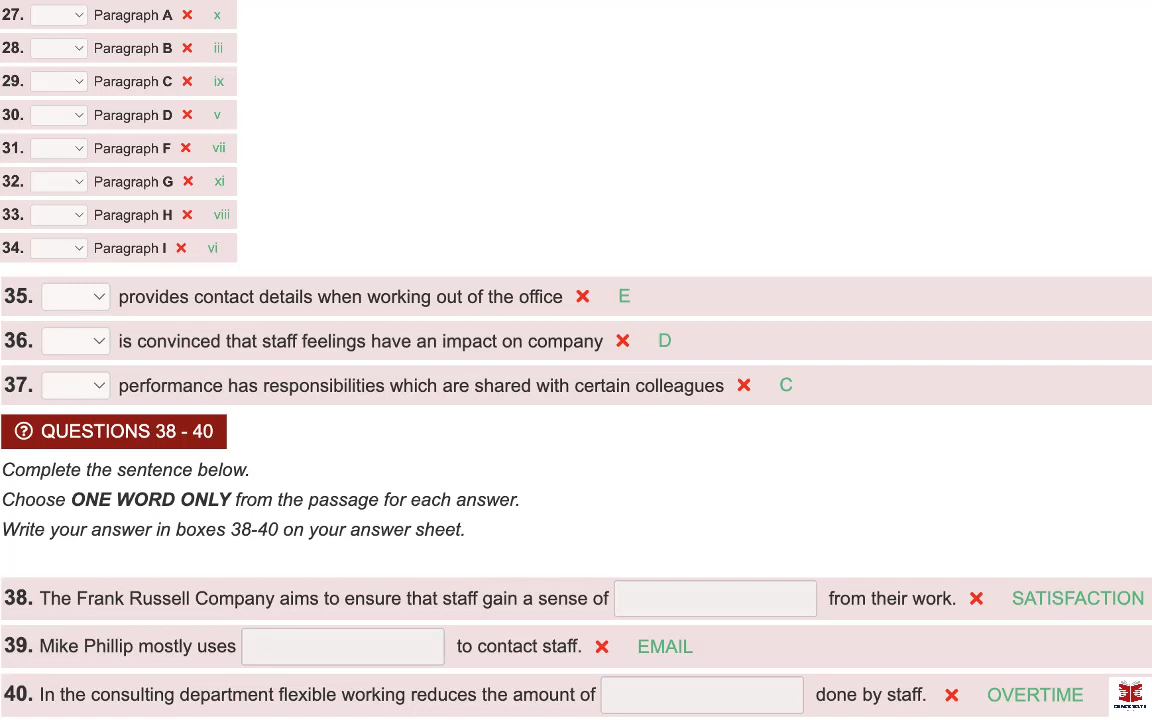 27. Paragraph A x
28. Paragraph B iii
29. Paragraph C ix
30. Paragraph D v
31. Paragraph F vii
32. Paragraph G xi
33. Paragraph H viii
34. Paragraph I vi
35. provides contact details when working out of the office E
36. is convinced that staff feelings have an impact on company D
37. performance has responsibilities which are shared with certain colleagues C
QUESTIONS 38 - 40
Complete the sentence below.
Choose ONE WORD ONLY from the passage for each answer.
Write your answer in boxes 38-40 on your answer sheet.
38. The Frank Russell Company aims to ensure that staff gain a sense of from their work. SATISFACTION
39. Mike Phillip mostly uses to contact staff. EMAIL
40. In the consulting department flexible working reduces the amount of done by staff. OVERTIME